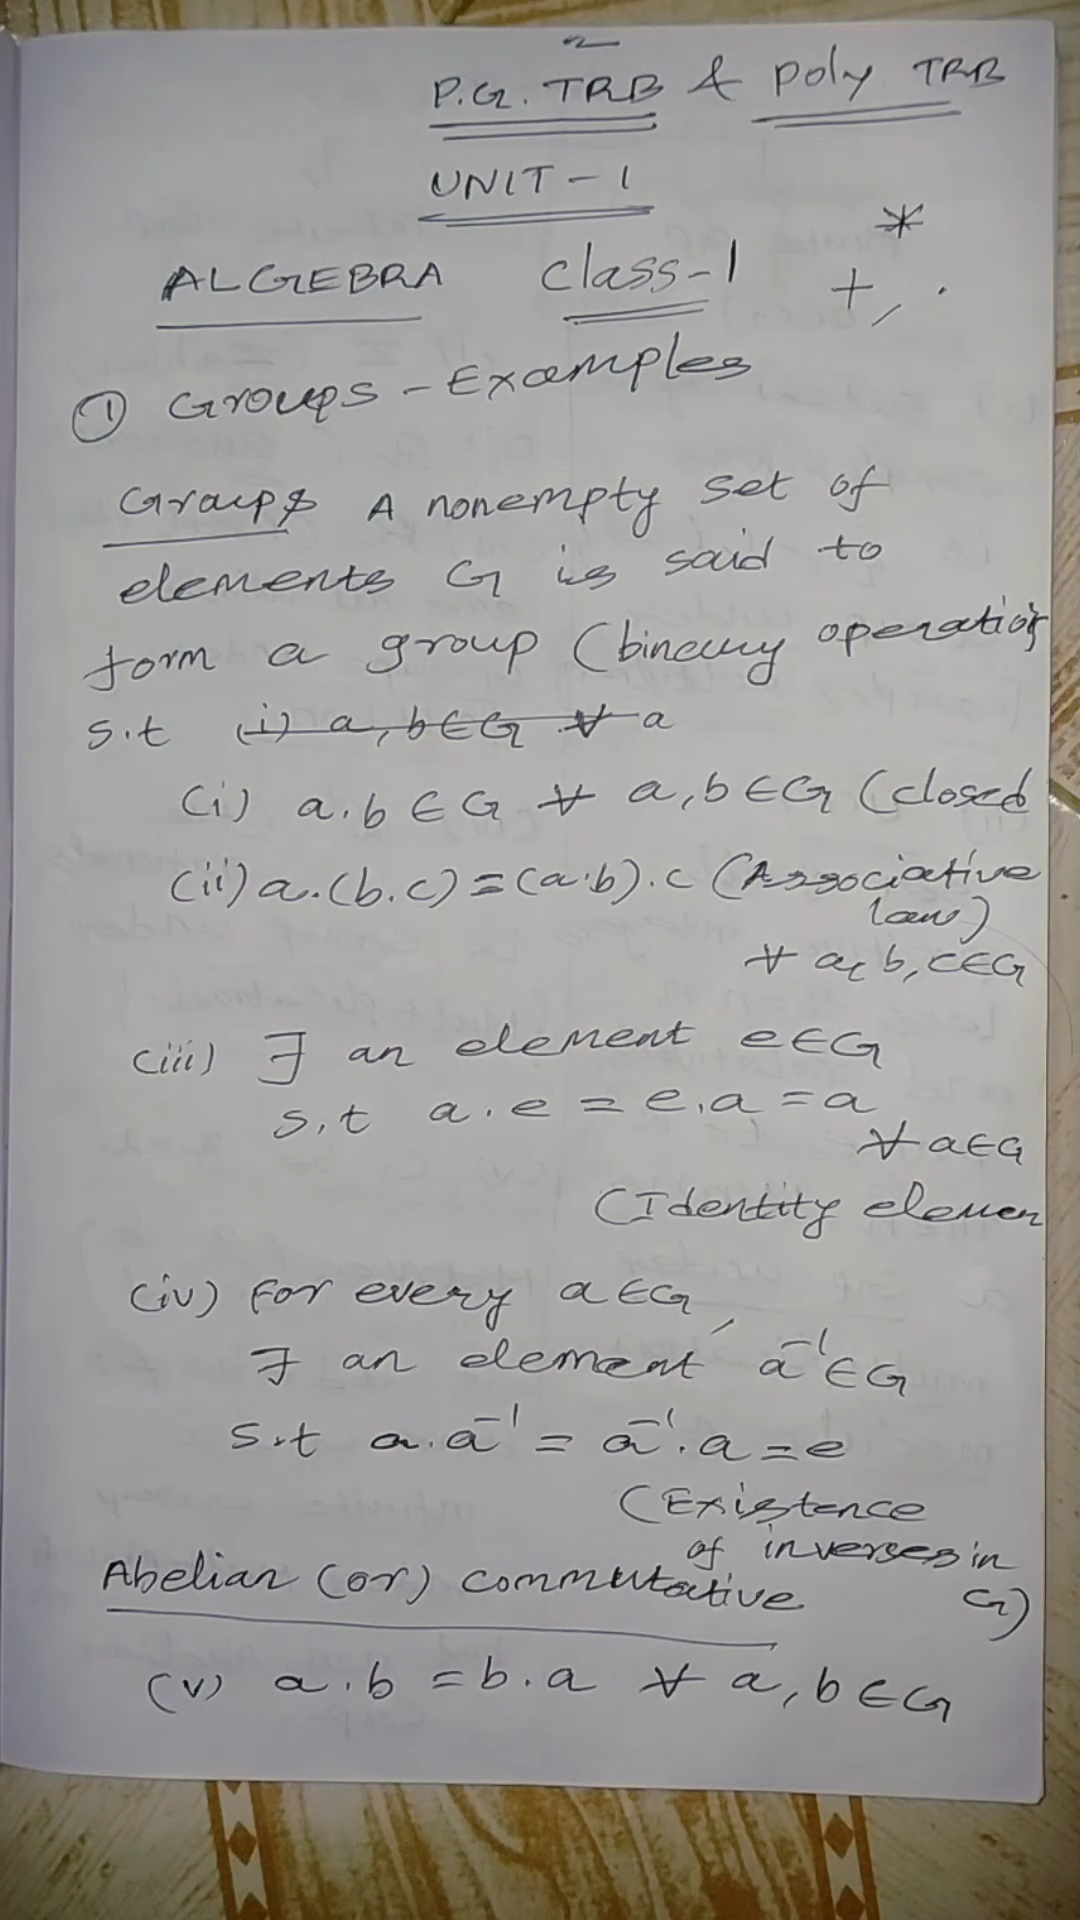 P.G. TRB & Poly TRB
UNIT - 1
*
ALGEBRA class-1 +, .
① Groups - Examples
Groups A nonempty set of
elements G is said to
form a group (binary operation
s.t (i) a, b ∈ G ∀ a
(i) a.b ∈ G ∀ a, b ∈ G (closed
(ii) a.(b.c) = (a.b).c (Associative
law)
∀ a, b, c ∈ G
(iii) ∃ an element e ∈ G
s.t a.e = e.a = a
∀ a ∈ G
(Identity elemen
(iv) For every a ∈ G,
∃ an element a⁻¹ ∈ G
s.t a.a⁻¹ = a⁻¹.a = e
(Existence
of inverses in
G)
Abelian (or) commutative
(v) a.b = b.a ∀ a, b ∈ G